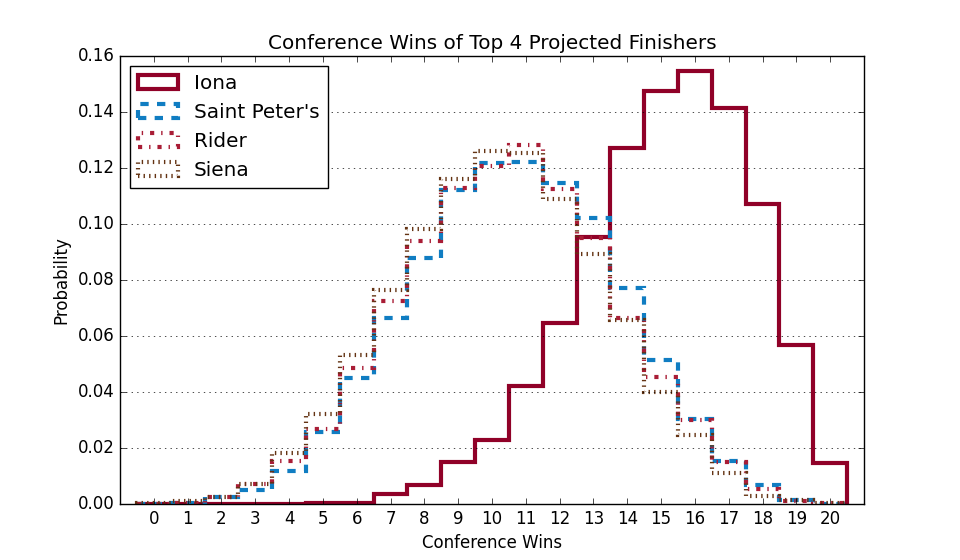 Conference Wins of Top 4 Projected Finishers
0.16
0.14
0.12
0.10
0.08
0.06
0.04
0.02
0.00
Probability
Iona
Saint Peter's
Rider
Siena
0 1 2 3 4 5 6 7 8 9 10 11 12 13 14 15 16 17 18 19 20
Conference Wins